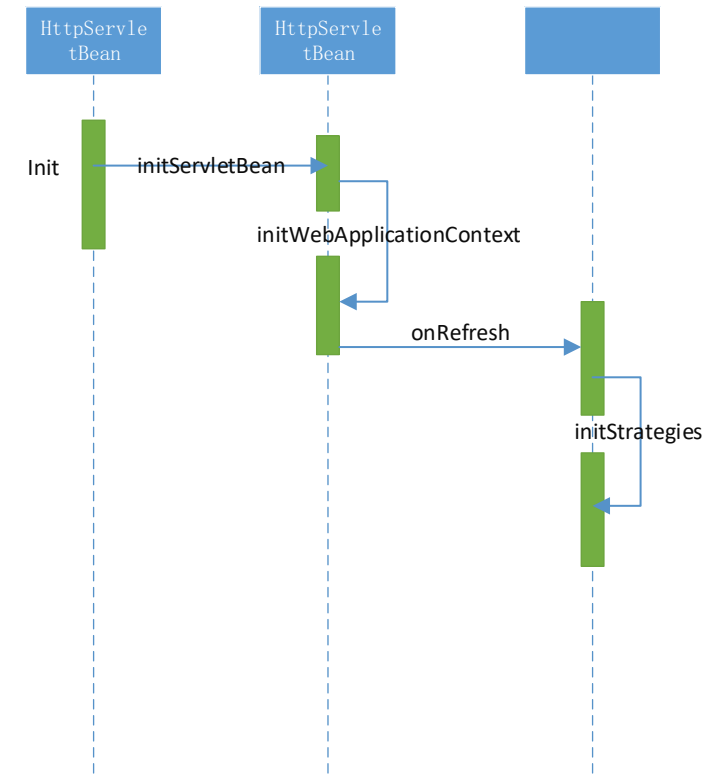 HttpServle
tBean
HttpServle
tBean
Init
initServletBean
initWebApplicationContext
onRefresh
initStrategies